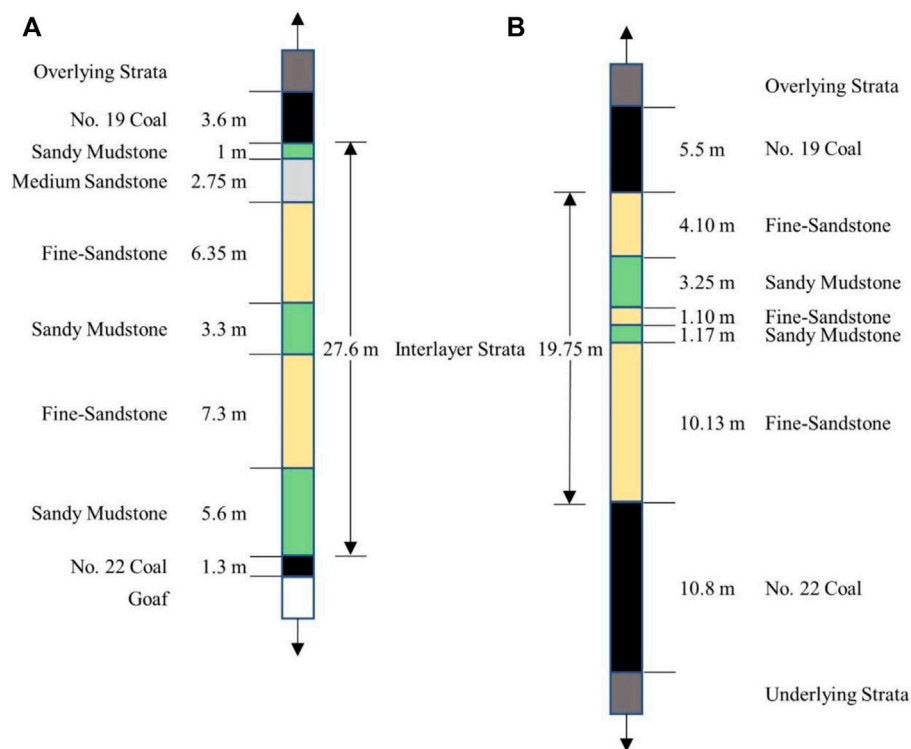 A
Overlying Strata
No. 19 Coal 3.6 m
Sandy Mudstone 1 m
Medium Sandstone 2.75 m
Fine-Sandstone 6.35 m
Sandy Mudstone 3.3 m
27.6 m Interlayer Strata 19.75 m
Fine-Sandstone 7.3 m
Sandy Mudstone 5.6 m
No. 22 Coal 1.3 m
Goaf
B
Overlying Strata
5.5 m No. 19 Coal
4.10 m Fine-Sandstone
3.25 m Sandy Mudstone
1.10 m Fine-Sandstone
1.17 m Sandy Mudstone
10.13 m Fine-Sandstone
10.8 m No. 22 Coal
Underlying Strata